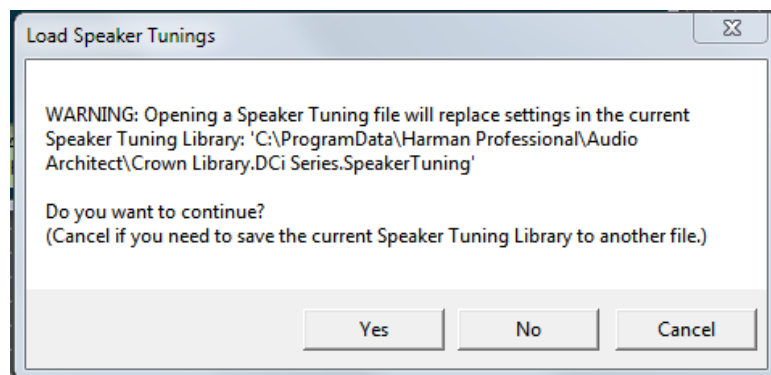 Load Speaker Tunings
WARNING: Opening a Speaker Tuning file will replace settings in the current
Speaker Tuning Library: 'C:\ProgramData\Harman Professional\Audio
Architect\Crown Library.DCi Series.SpeakerTuning'
Do you want to continue?
(Cancel if you need to save the current Speaker Tuning Library to another file.)
Yes
No
Cancel